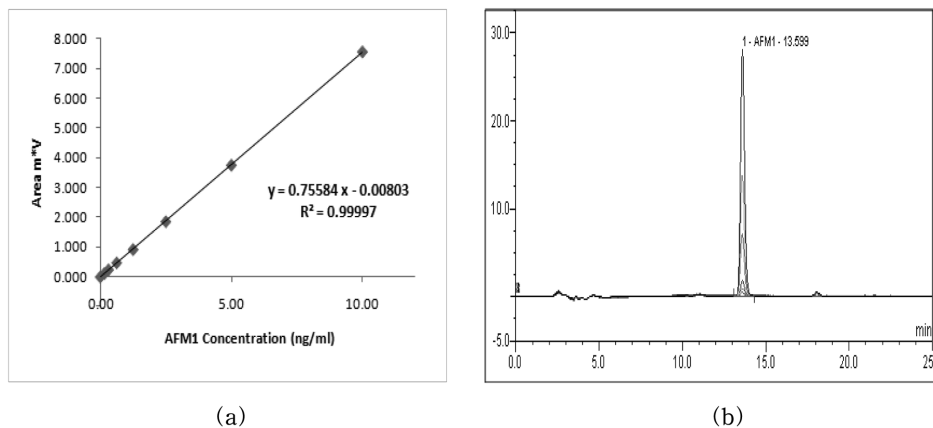 8.000
7.000
6.000
5.000
4.000
3.000
2.000
1.000
0.000
Area m*V
y = 0.75584 x - 0.00803
R² = 0.99997
0.00 5.00 10.00
AFM1 Concentration (ng/ml)
(a)
30.0
20.0
10.0
-5.0
1 - AFM1 - 13.599
min
0.0 5.0 10.0 15.0 20.0 25
(b)